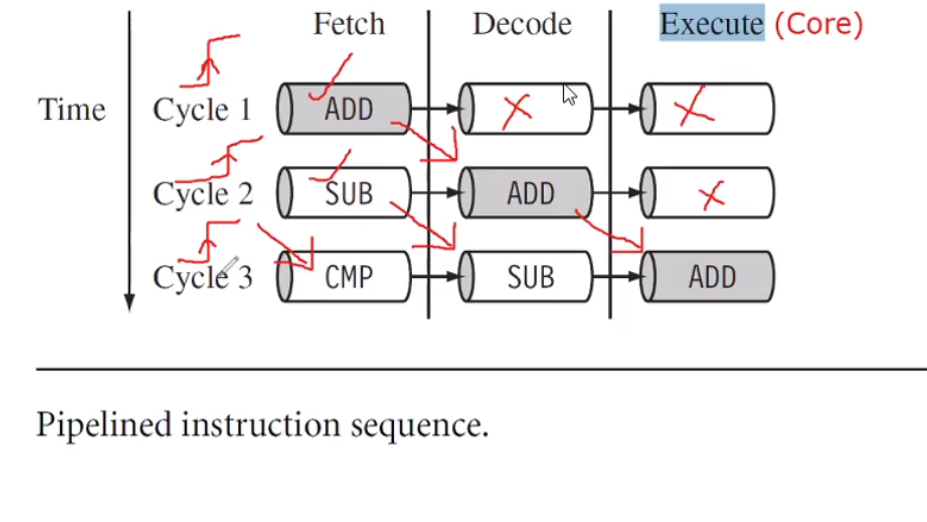 Fetch Decode Execute (Core)
Time Cycle 1 ADD
Cycle 2 SUB ADD
Cycle 3 CMP SUB ADD
Pipelined instruction sequence.